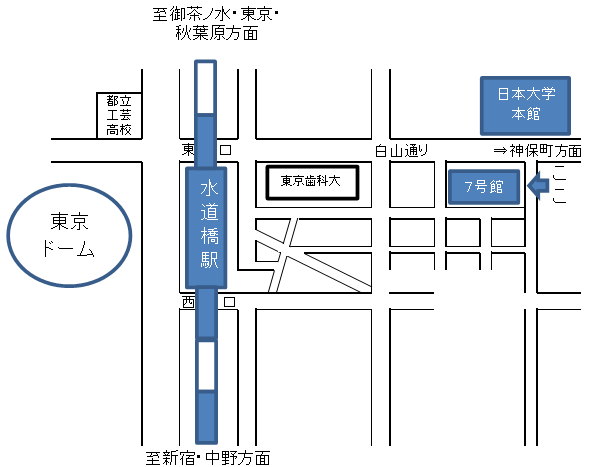 至御茶ノ水・東京・
秋葉原方面
都立
工芸
高校
日本大学
本館
東 口
白山通り
⇒神保町方面
東京歯科大
7号館
ここ
水道橋駅
東京
ドーム
西 口
至新宿・中野方面